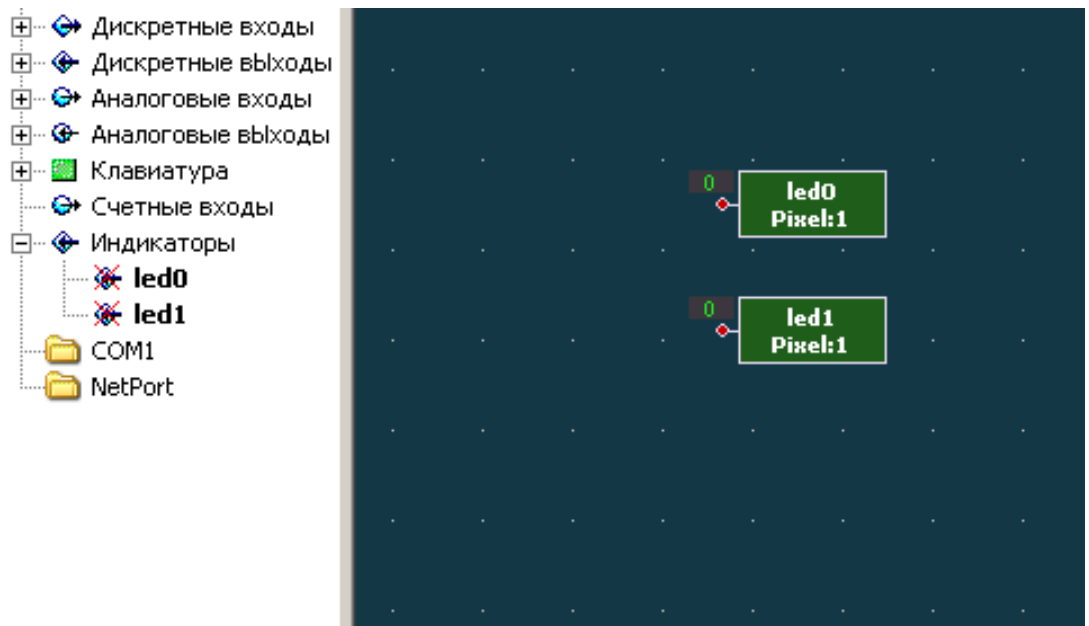 Дискретные входы
Дискретные вЫходы
Аналоговые входы
Аналоговые вЫходы
Клавиатура
Счетные входы
Индикаторы
led0
led1
COM1
NetPort
0
led0
Pixel:1
0
led1
Pixel:1